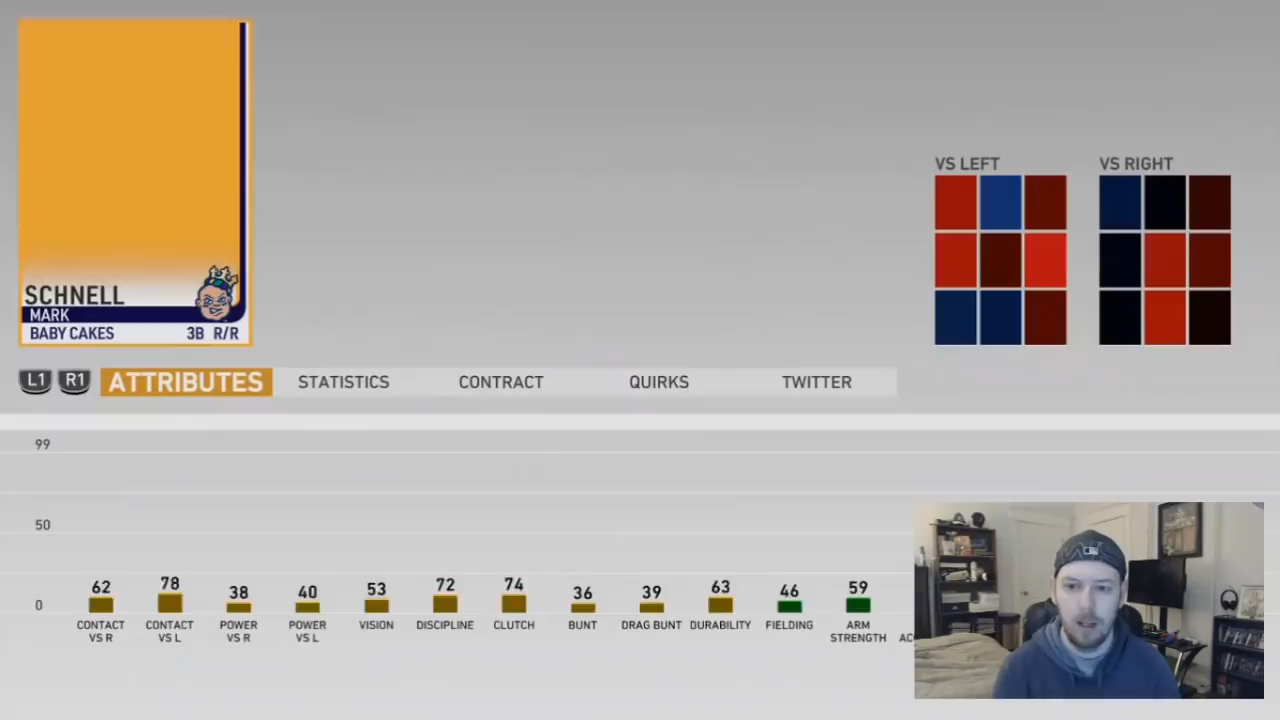 VS LEFT
VS RIGHT
SCHNELL
MARK
BABY CAKES 3B R/R
L1 R1 ATTRIBUTES STATISTICS CONTRACT QUIRKS TWITTER
99
50
0
62 78 38 40 53 72 74 36 39 63 46 59
CONTACT VS R
CONTACT VS L
POWER VS R
POWER VS L
VISION
DISCIPLINE
CLUTCH
BUNT
DRAG BUNT
DURABILITY
FIELDING
ARM STRENGTH